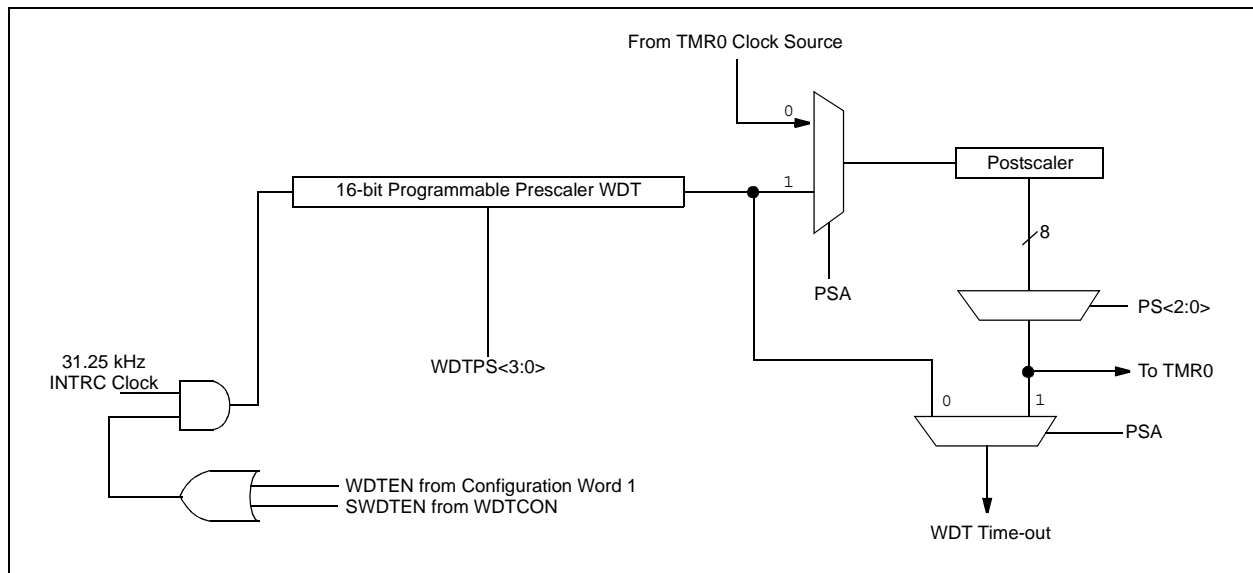 From TMR0 Clock Source
0
Postscaler
16-bit Programmable Prescaler WDT
1
8
PSA
PS<2:0>
WDTPS<3:0>
31.25 kHz
INTRC Clock
To TMR0
0
1
PSA
WDTEN from Configuration Word 1
SWDTEN from WDTCON
WDT Time-out